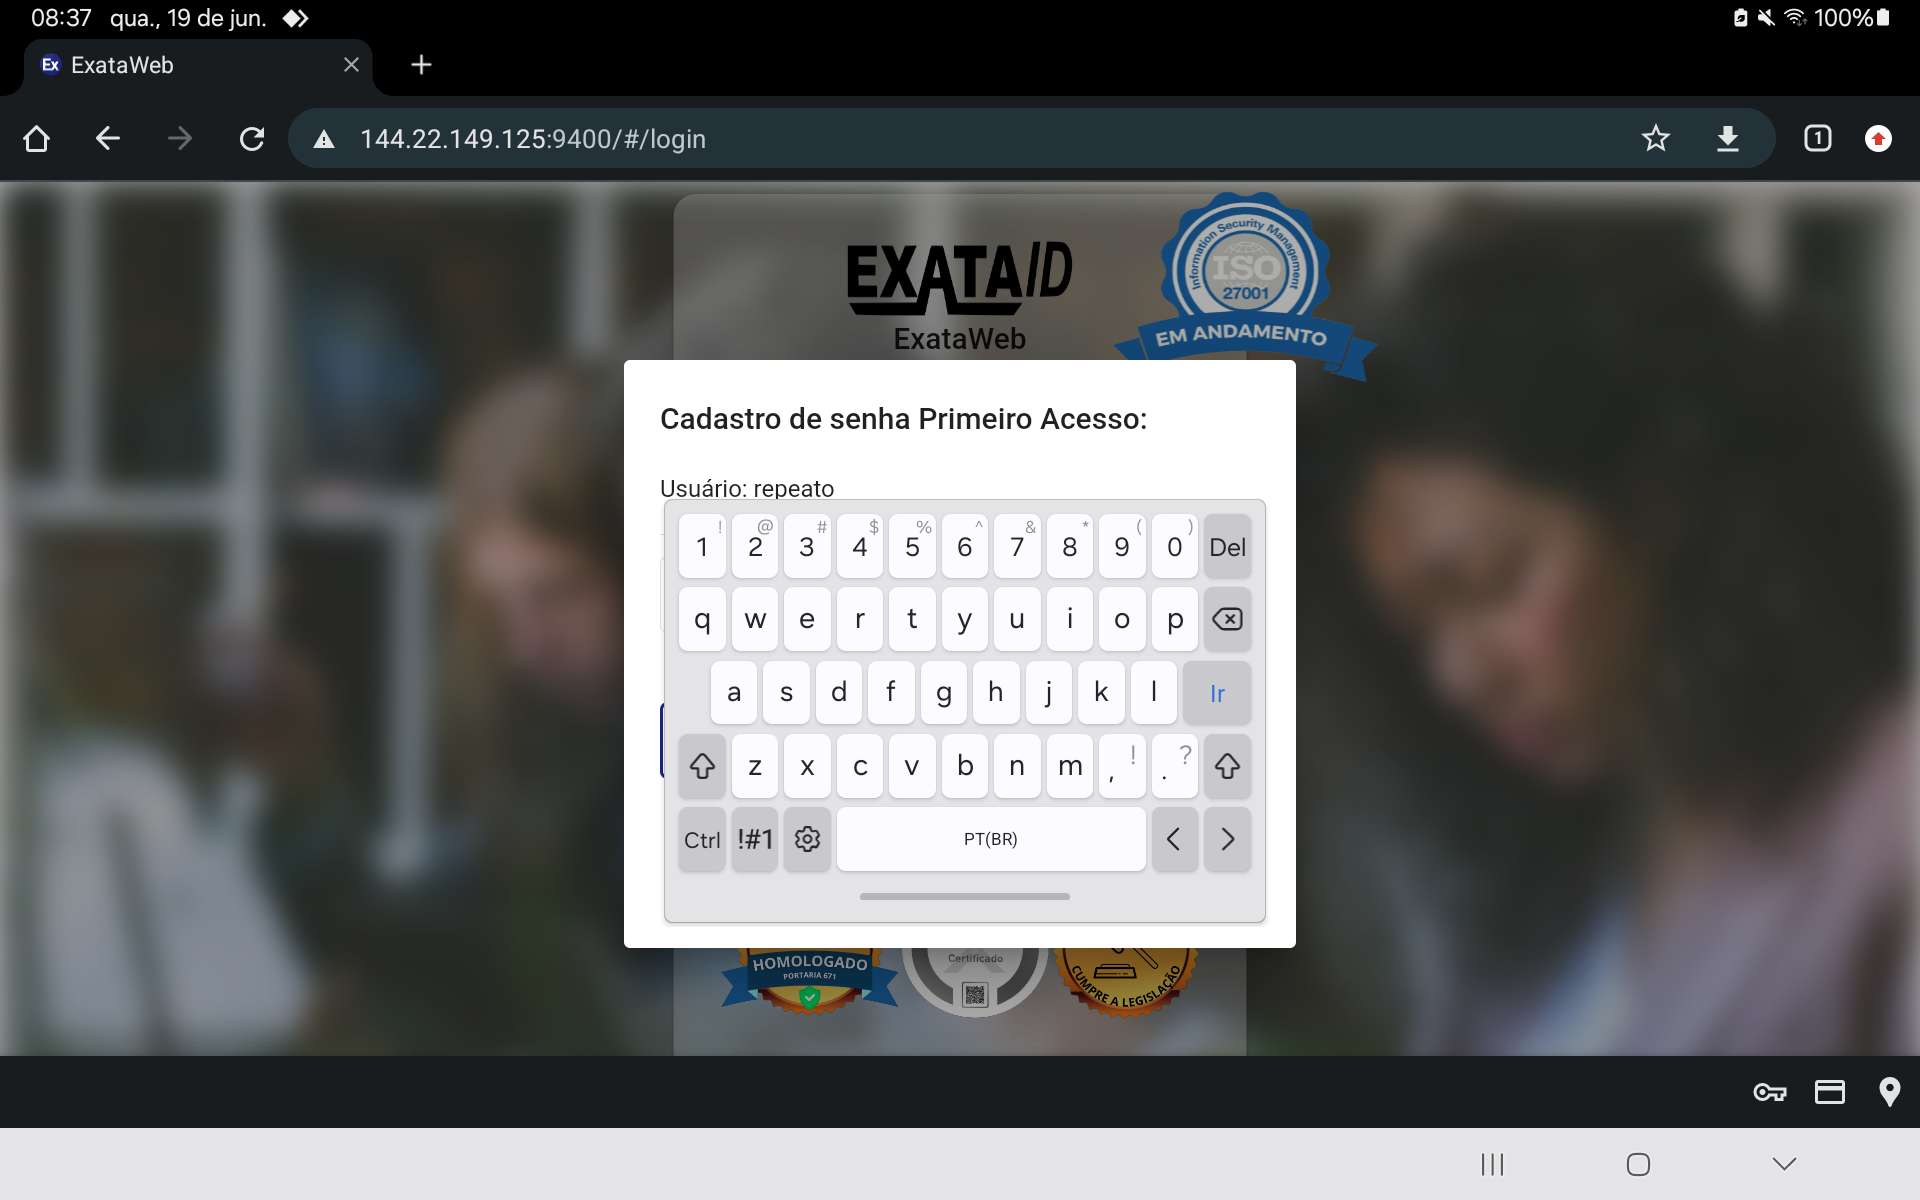 08:37 qua., 19 de jun. 100%
Ex ExataWeb
144.22.149.125:9400/#/login 1
EXATAID
ExataWeb
Information Security Management
ISO
27001
EM ANDAMENTO
Cadastro de senha Primeiro Acesso:
Usuário: repeato
! @ # $ % ^ & * ( )
1 2 3 4 5 6 7 8 9 0 Del
q w e r t y u i o p
a s d f g h j k l Ir
z x c v b n m , ! . ?
Ctrl !#1 PT(BR) < >
HOMOLOGADO
PORTARIA 671
Certificado
CUMPRE A LEGISLAÇÃO